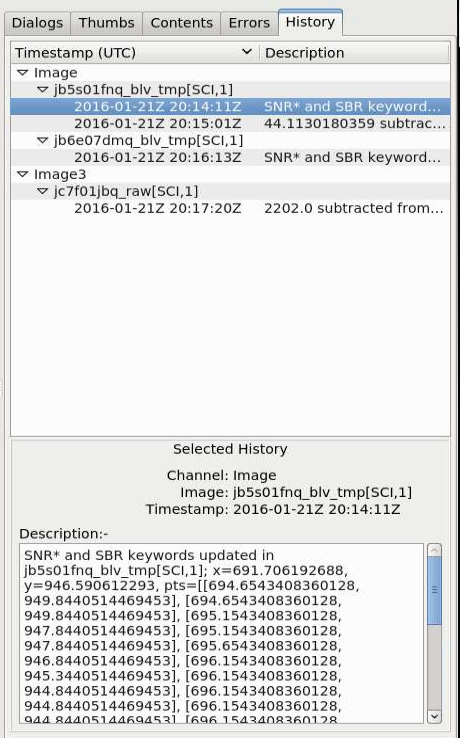 Dialogs Thumbs Contents Errors History
Timestamp (UTC) Description
Image
jb5s01fnq_blv_tmp[SCI,1]
2016-01-21Z 20:14:11Z SNR* and SBR keyword...
2016-01-21Z 20:15:01Z 44.1130180359 subtrac...
jb6e07dmq_blv_tmp[SCI,1]
2016-01-21Z 20:16:13Z SNR* and SBR keyword...
Image3
jc7f01jbq_raw[SCI,1]
2016-01-21Z 20:17:20Z 2202.0 subtracted from...
Selected History
Channel: Image
Image: jb5s01fnq_blv_tmp[SCI,1]
Timestamp: 2016-01-21Z 20:14:11Z
Description:-
SNR* and SBR keywords updated in
jb5s01fnq_blv_tmp[SCI,1]; x=691.706192688,
y=946.590612293, pts=[[694.6543408360128,
949.8440514469453], [694.6543408360128,
949.8440514469453], [695.1543408360128,
947.8440514469453], [695.1543408360128,
947.8440514469453], [695.6543408360128,
946.8440514469453], [696.1543408360128,
945.3440514469453], [696.1543408360128,
944.8440514469453], [696.1543408360128,
944.8440514469453], [696.1543408360128,
944.8440514469453], [696.1543408360128,